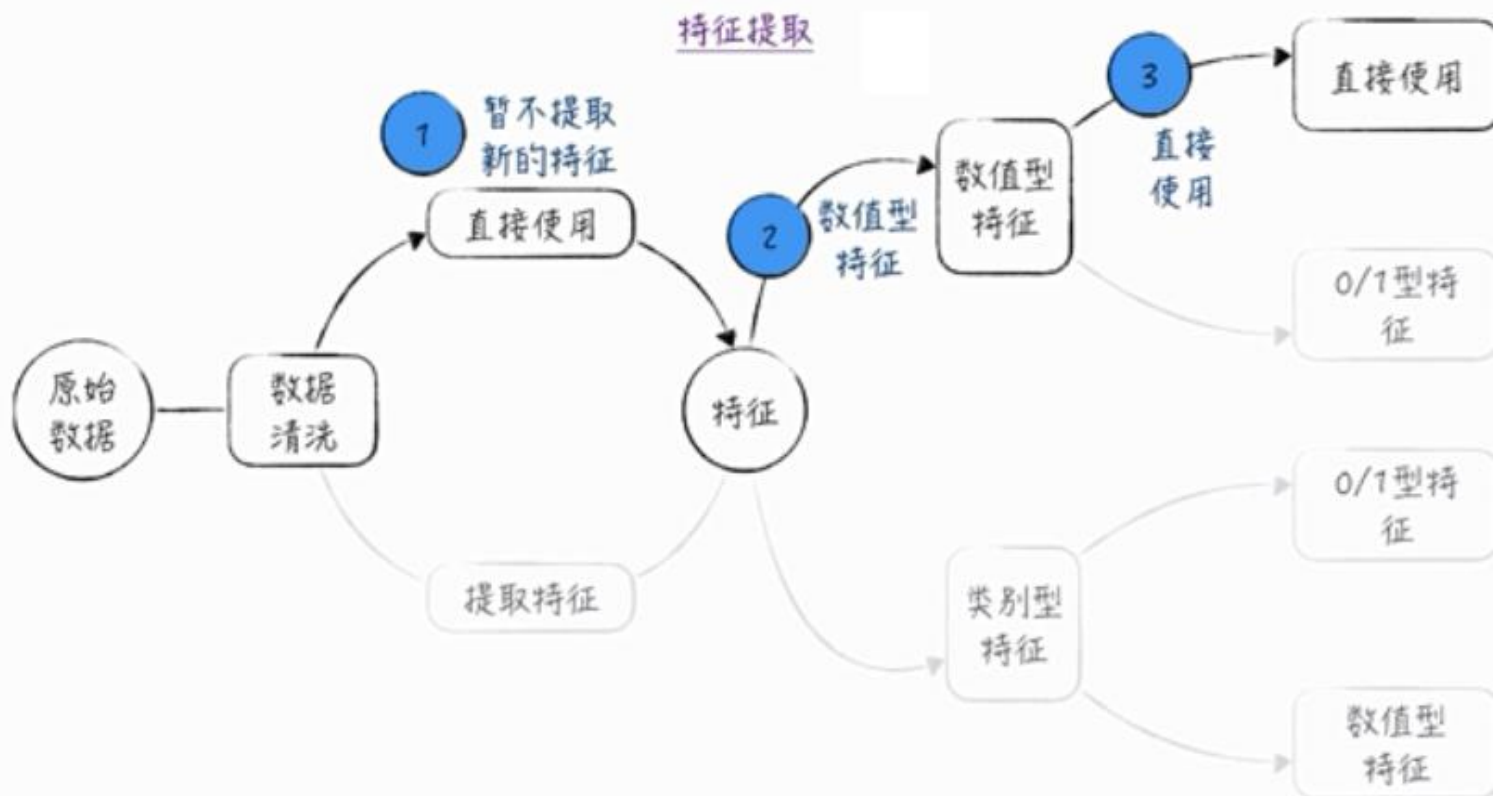 特征提取
1
暂不提取
新的特征
直接使用
原始
数据
数据
清洗
提取特征
特征
2
数值型
特征
数值型
特征
3
直接
使用
直接使用
0/1型特
征
类别型
特征
0/1型特
征
数值型
特征